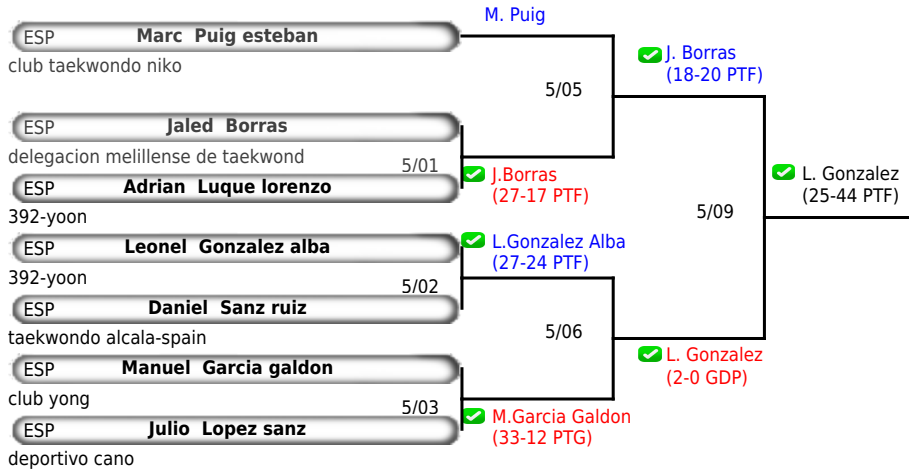 M. Puig
ESP Marc Puig esteban
club taekwondo niko
J. Borras
(18-20 PTF)
5/05
ESP Jaled Borras
delegacion melillense de taekwond
5/01
J.Borras
(27-17 PTF)
ESP Adrian Luque lorenzo
392-yoon
L. Gonzalez
(25-44 PTF)
5/09
ESP Leonel Gonzalez alba
392-yoon
L.Gonzalez Alba
(27-24 PTF)
5/02
ESP Daniel Sanz ruiz
taekwondo alcala-spain
5/06
L. Gonzalez
(2-0 GDP)
ESP Manuel Garcia galdon
club yong
5/03
M.Garcia Galdon
(33-12 PTG)
ESP Julio Lopez sanz
deportivo cano